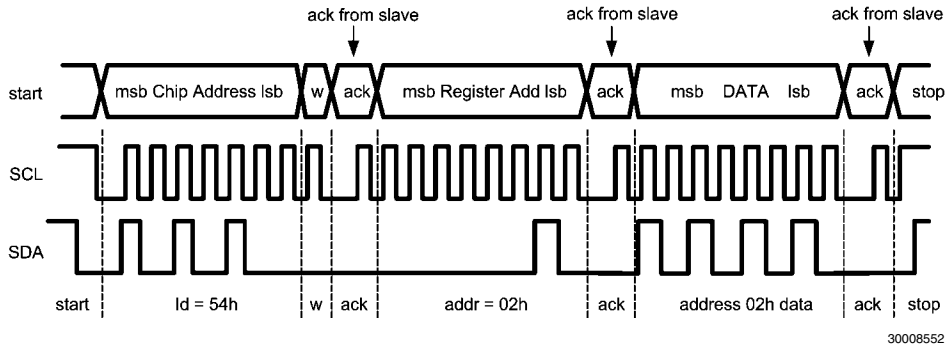 ack from slave ack from slave ack from slave
start msb Chip Address lsb w ack msb Register Add lsb ack msb DATA lsb ack stop
SCL
SDA
start Id = 54h w ack addr = 02h ack address 02h data ack stop
30008552